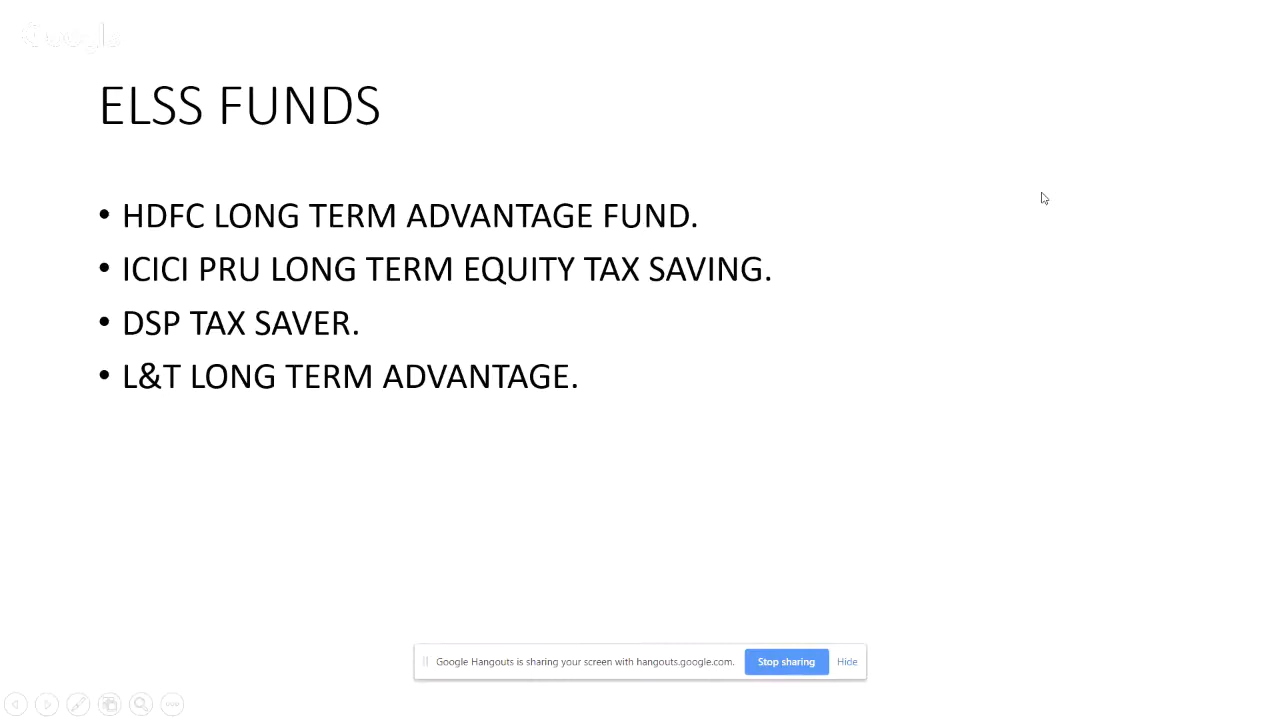 Google
ELSS FUNDS
• HDFC LONG TERM ADVANTAGE FUND.
• ICICI PRU LONG TERM EQUITY TAX SAVING.
• DSP TAX SAVER.
• L&T LONG TERM ADVANTAGE.
Google Hangouts is sharing your screen with hangouts.google.com. Stop sharing Hide